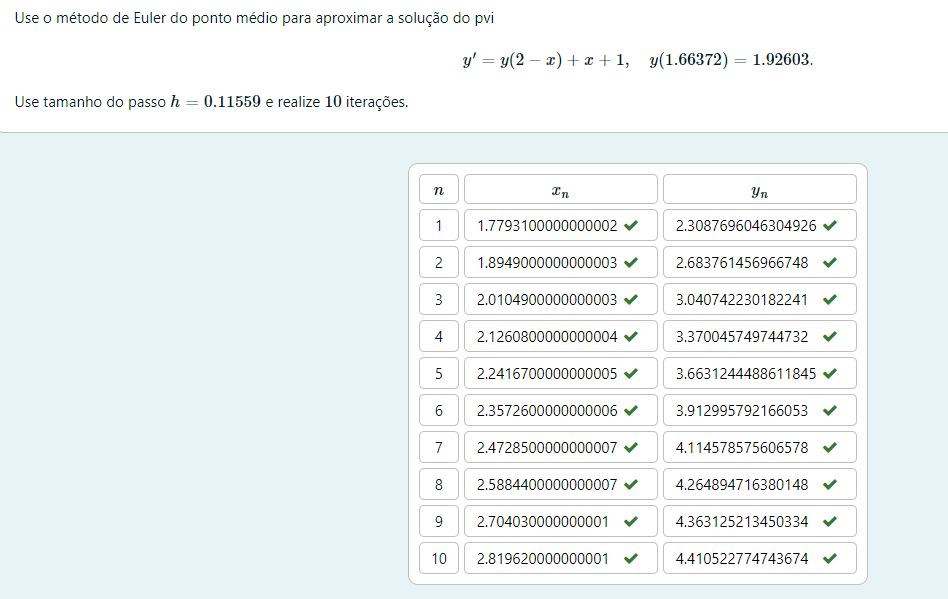 Use o método de Euler do ponto médio para aproximar a solução do pvi
y′ = y(2 − x) + x + 1, y(1.66372) = 1.92603.
Use tamanho do passo h = 0.11559 e realize 10 iterações.
n xn yn
1 1.7793100000000002 ✔ 2.3087696046304926 ✔
2 1.8949000000000003 ✔ 2.683761456966748 ✔
3 2.0104900000000003 ✔ 3.040742230182241 ✔
4 2.1260800000000004 ✔ 3.370045749744732 ✔
5 2.2416700000000005 ✔ 3.6631244488611845 ✔
6 2.3572600000000006 ✔ 3.912995792166053 ✔
7 2.4728500000000007 ✔ 4.114578575606578 ✔
8 2.5884400000000007 ✔ 4.264894716380148 ✔
9 2.704030000000001 ✔ 4.363125213450334 ✔
10 2.819620000000001 ✔ 4.410522774743674 ✔